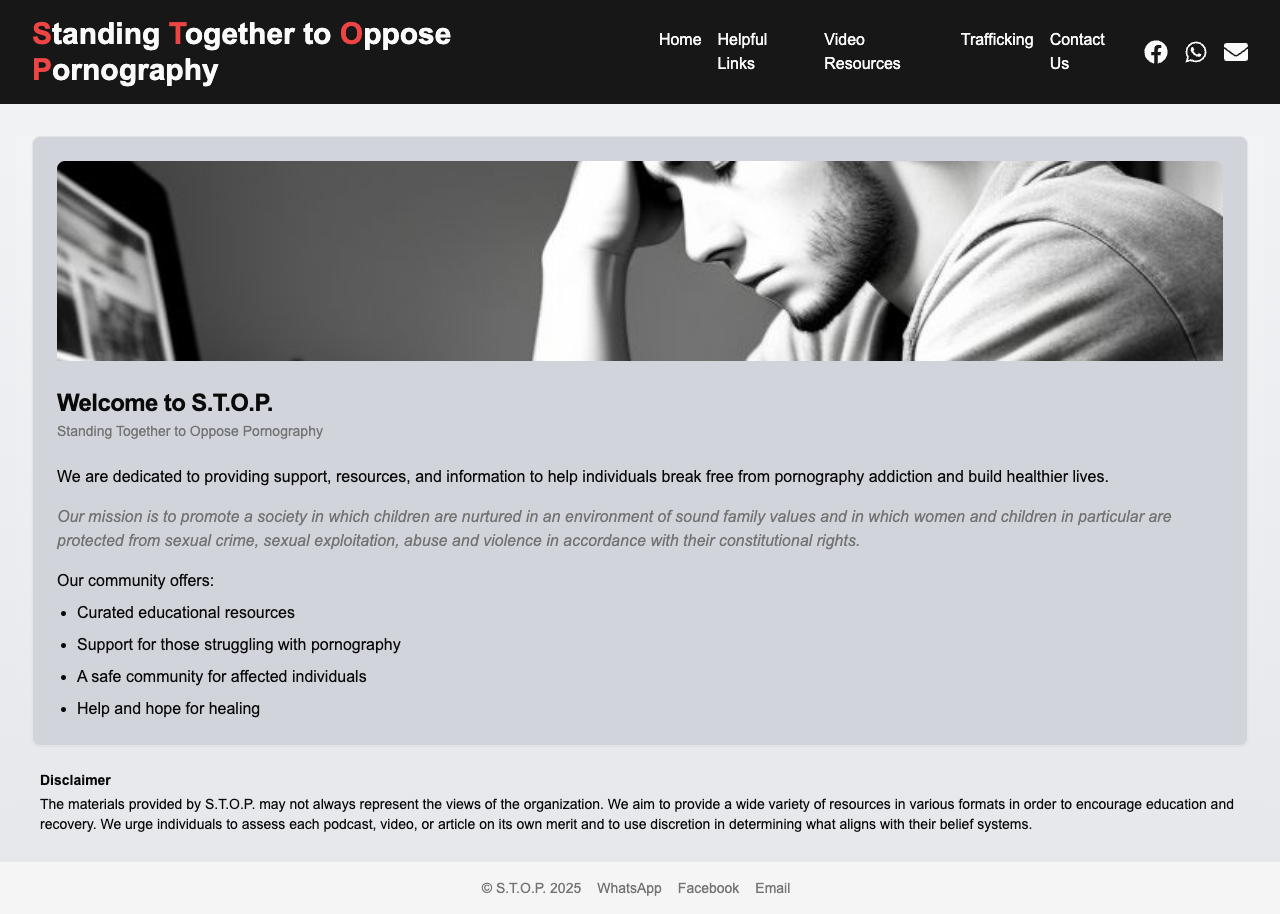 Standing Together to Oppose
Pornography
Home
Helpful
Links
Video
Resources
Trafficking
Contact
Us
Welcome to S.T.O.P.
Standing Together to Oppose Pornography
We are dedicated to providing support, resources, and information to help individuals break free from pornography addiction and build healthier lives.
Our mission is to promote a society in which children are nurtured in an environment of sound family values and in which women and children in particular are
protected from sexual crime, sexual exploitation, abuse and violence in accordance with their constitutional rights.
Our community offers:
• Curated educational resources
• Support for those struggling with pornography
• A safe community for affected individuals
• Help and hope for healing
Disclaimer
The materials provided by S.T.O.P. may not always represent the views of the organization. We aim to provide a wide variety of resources in various formats in order to encourage education and
recovery. We urge individuals to assess each podcast, video, or article on its own merit and to use discretion in determining what aligns with their belief systems.
© S.T.O.P. 2025 WhatsApp Facebook Email